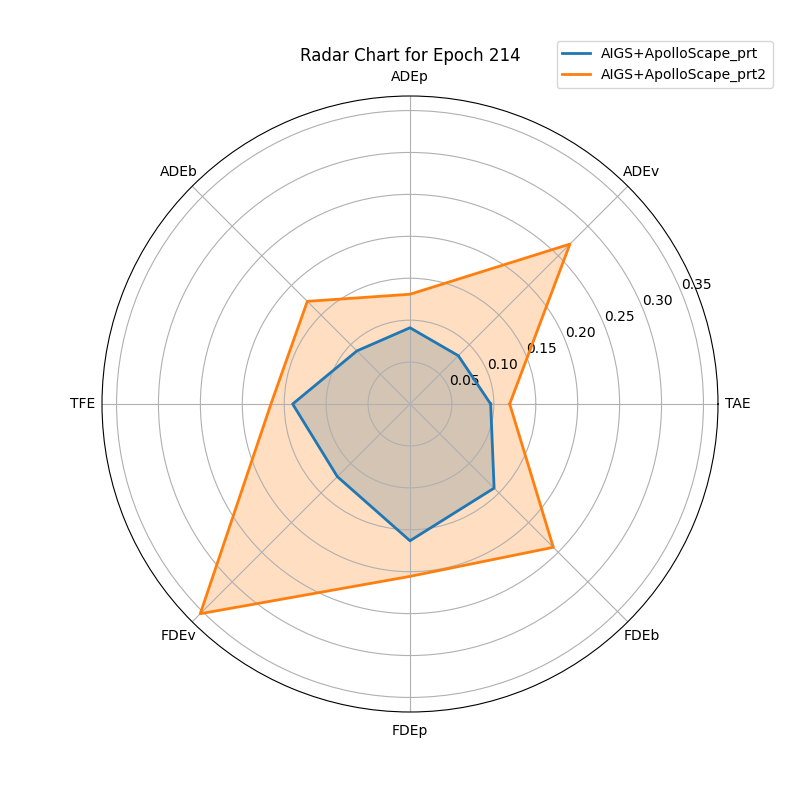 Radar Chart for Epoch 214
AIGS+ApolloScape_prt
AIGS+ApolloScape_prt2
ADEp
ADEb
ADEv
0.35
0.30
0.25
0.20
0.15
0.10
0.05
TFE
TAE
FDEv
FDEb
FDEp